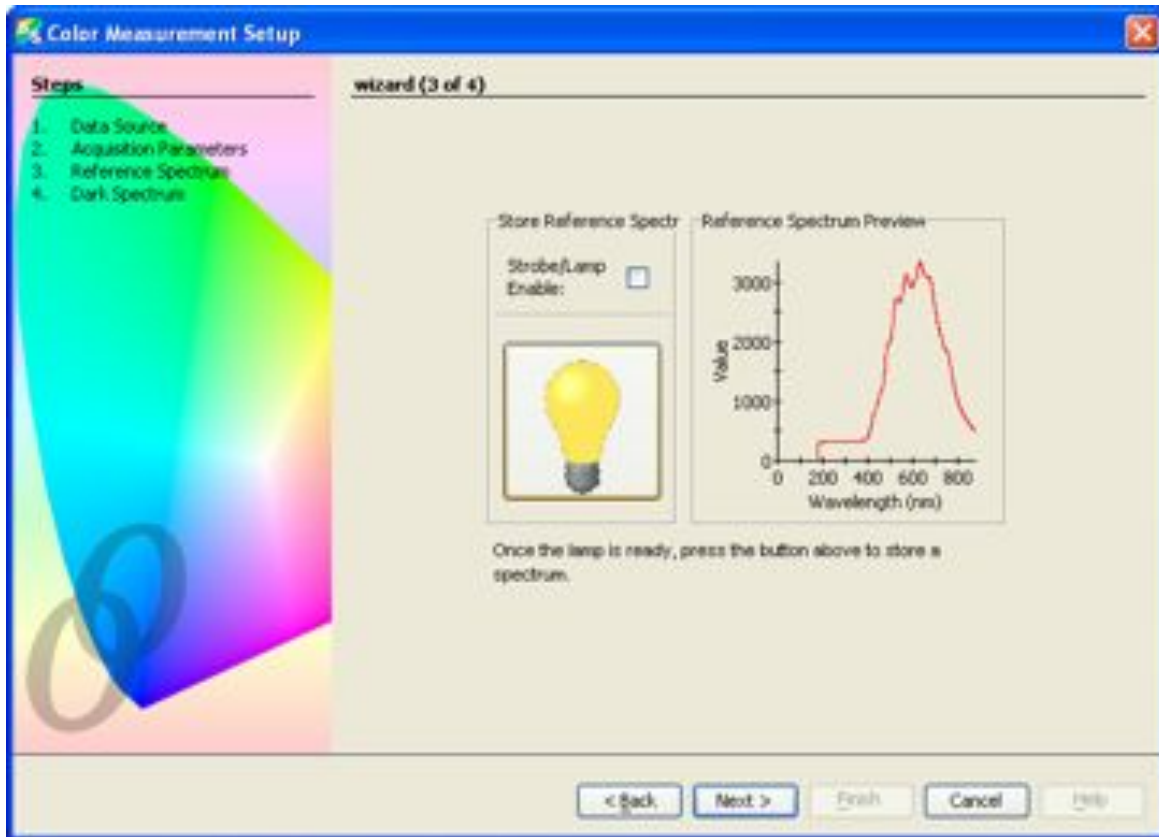 Color Measurement Setup
Steps
1. Data Source
2. Acquisition Parameters
3. Reference Spectrum
4. Dark Spectrum
wizard (3 of 4)
Store Reference Spectr
Strobe/Lamp
Enable:
Reference Spectrum Preview
3000
2000
1000
0
Value
0 200 400 600 800
Wavelength (nm)
Once the lamp is ready, press the button above to store a
spectrum.
< Back Next > Finish Cancel Help